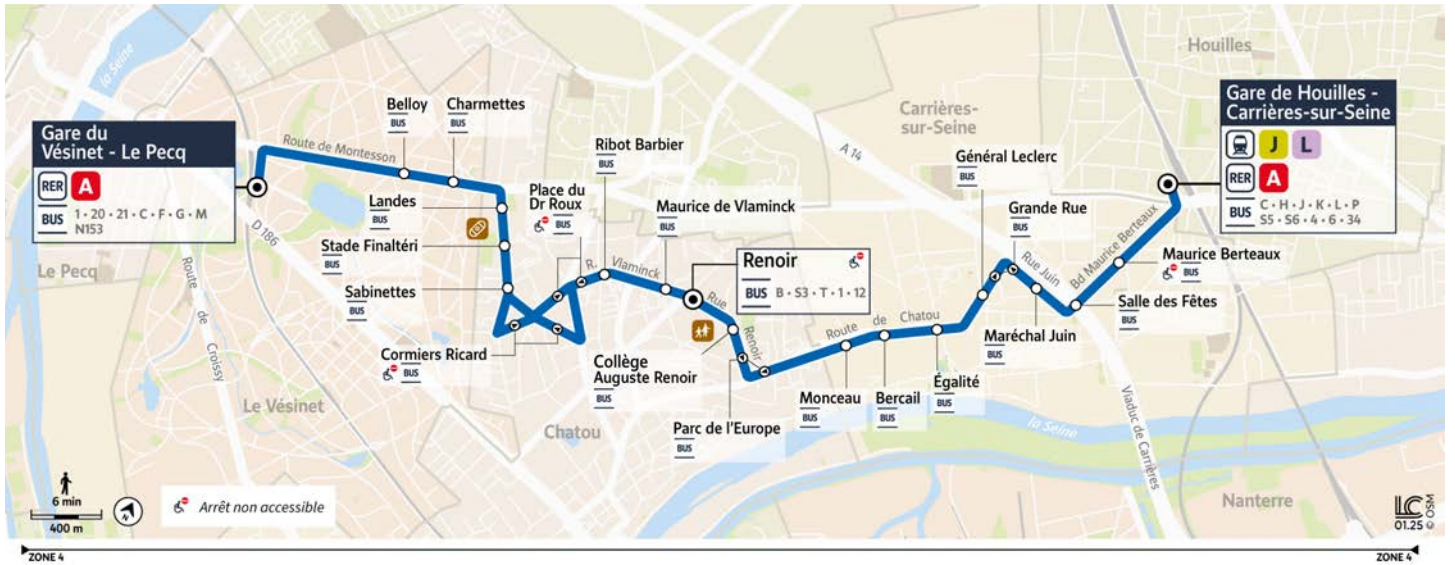 la Seine
Houilles
Gare du
Vésinet - Le Pecq
RER A
BUS 1 • 20 • 21 • C • F • G • M
N153
Belloy
BUS
Charmettes
BUS
Route de Montesson
Carrières-
sur-Seine
A 14
Gare de Houilles -
Carrières-sur-Seine
J L
RER A
BUS C • H • J • K • L • P
S5 • S6 • 4 • 6 • 34
Ribot Barbier
BUS
Général Leclerc
BUS
Landes
BUS
Place du
Dr Roux
BUS
Maurice de Vlaminck
BUS
Grande Rue
BUS
D 186
Stade Finaltéri
BUS
Le Pecq
Route de Croissy
R. Vlaminck
Renoir
BUS B • S3 • T • 1 • 12
Rue Juin
Bd Maurice Berteaux
Maurice Berteaux
BUS
Sabinettes
BUS
Salle des Fêtes
BUS
Rue Renoir
Route de Chatou
Maréchal Juin
BUS
Cormiers Ricard
BUS
Collège
Auguste Renoir
BUS
Égalité
BUS
Monceau
BUS
Bercail
BUS
Le Vésinet
Chatou
Parc de l'Europe
BUS
la Seine
Viaduc de Carrières
Nanterre
6 min
400 m
N
Arrêt non accessible
LC
01.25 © OSM
ZONE 4
ZONE 4